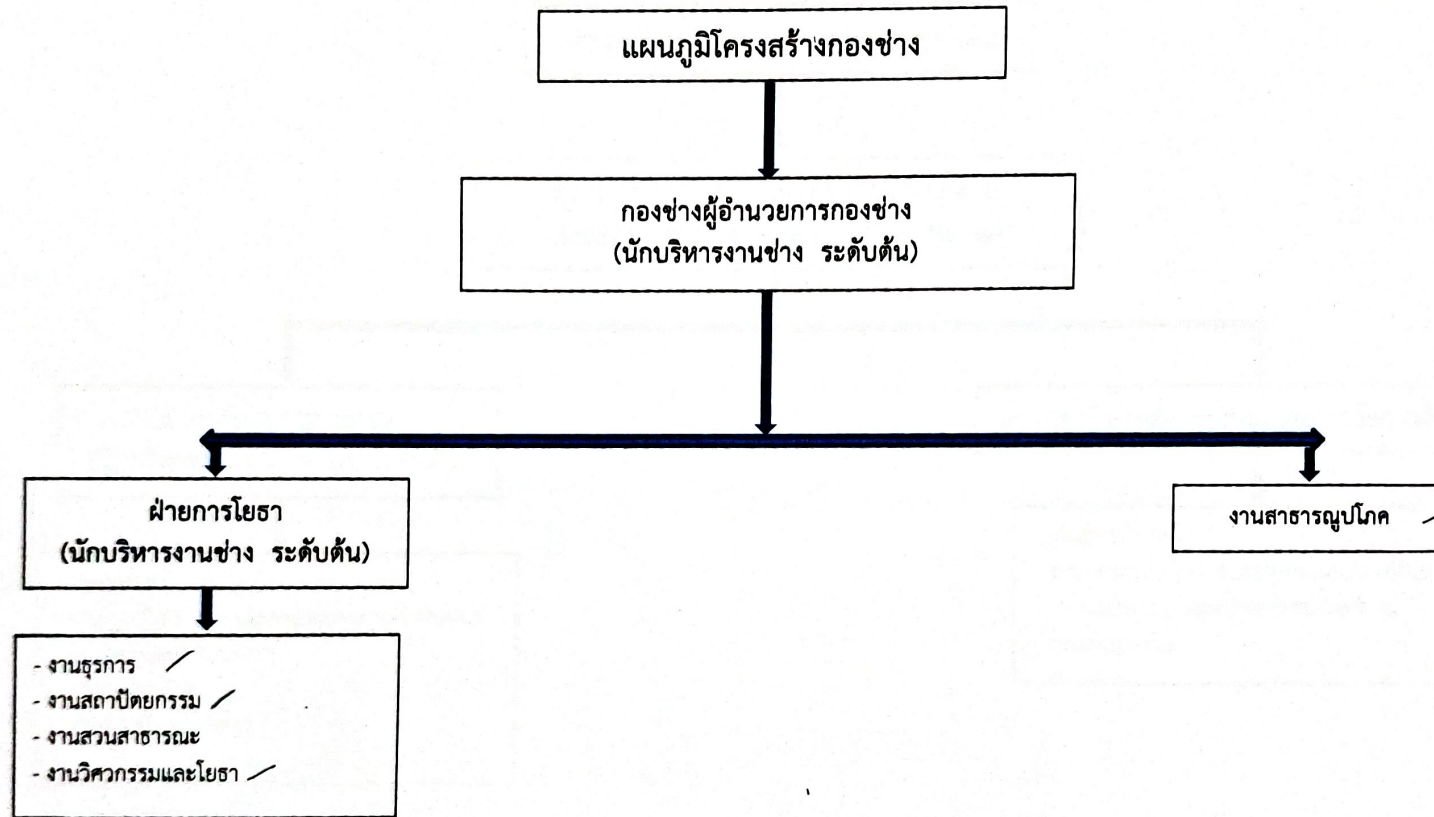 แผนภูมิโครงสร้างกองช่าง
กองช่างผู้อำนวยการกองช่าง
(นักบริหารงานช่าง ระดับต้น)
ฝ่ายการโยธา
(นักบริหารงานช่าง ระดับต้น)
งานสาธารณูปโภค
- งานธุรการ
- งานสถาปัตยกรรม
- งานสวนสาธารณะ
- งานวิศวกรรมและโยธา